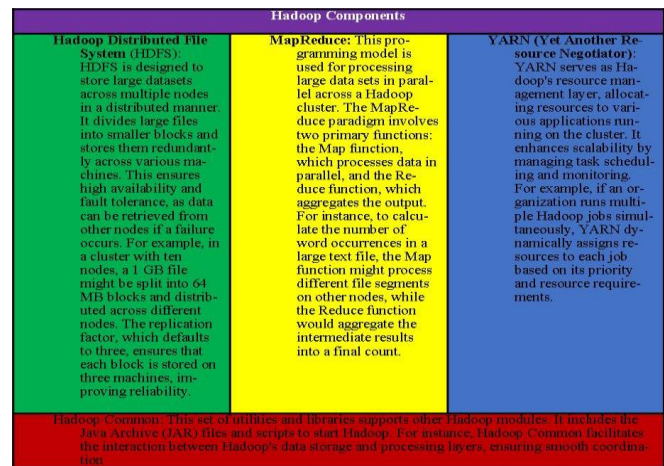 Hadoop Components
Hadoop Distributed File
System (HDFS):
HDFS is designed to
store large datasets
across multiple nodes
in a distributed manner.
It divides large files
into smaller blocks and
stores them redundant-
ly across various ma-
chines. This ensures
high availability and
fault tolerance, as data
can be retrieved from
other nodes if a failure
occurs. For example, in
a cluster with ten
nodes, a 1 GB file
might be split into 64
MB blocks and distrib-
uted across different
nodes. The replication
factor, which defaults
to three, ensures that
each block is stored on
three machines, im-
proving reliability.
MapReduce: This pro-
gramming model is
used for processing
large data sets in paral-
lel across a Hadoop
cluster. The MapRe-
duce paradigm involves
two primary functions:
the Map function,
which processes data in
parallel, and the Re-
duce function, which
aggregates the output.
For instance, to calcu-
late the number of
word occurrences in a
large text file, the Map
function might process
different file segments
on other nodes, while
the Reduce function
would aggregate the
intermediate results
into a final count.
YARN (Yet Another Re-
source Negotiator):
YARN serves as Ha-
doop's resource man-
agement layer, allocat-
ing resources to vari-
ous applications run-
ning on the cluster. It
enhances scalability by
managing task schedul-
ing and monitoring.
For example, if an or-
ganization runs multi-
ple Hadoop jobs simul-
taneously, YARN dy-
namically assigns re-
sources to each job
based on its priority
and resource require-
ments.
Hadoop Common: This set of utilities and libraries supports other Hadoop modules. It includes the
Java Archive (JAR) files and scripts to start Hadoop. For instance, Hadoop Common facilitates
the interaction between Hadoop's data storage and processing layers, ensuring smooth coordina-
tion